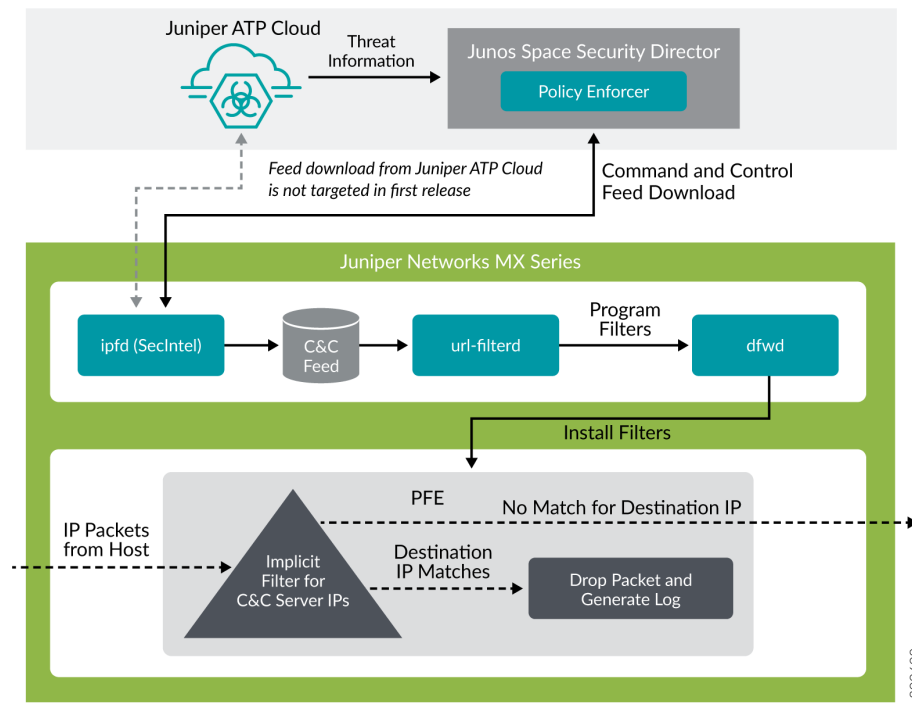 Juniper ATP Cloud
Threat
Information
Junos Space Security Director
Policy Enforcer
Feed download from Juniper ATP Cloud
is not targeted in first release
Command and Control
Feed Download
Juniper Networks MX Series
ipfd (SecIntel)
C&C
Feed
url-filterd
Program
Filters
dfwd
Install Filters
PFE
No Match for Destination IP
IP Packets
from Host
Implicit
Filter for
C&C Server IPs
Destination
IP Matches
Drop Packet and
Generate Log